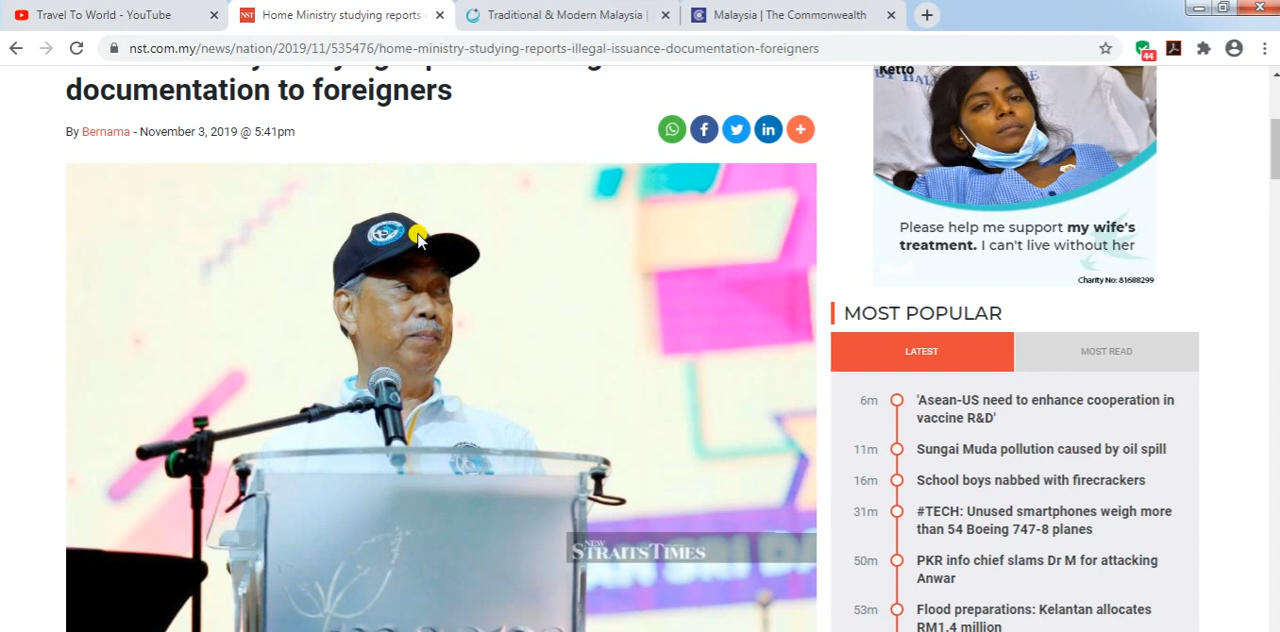 Travel To World - YouTube
NST
Home Ministry studying reports
Traditional & Modern Malaysia |
Malaysia | The Commonwealth
nst.com.my/news/nation/2019/11/535476/home-ministry-studying-reports-illegal-issuance-documentation-foreigners
44
documentation to foreigners
By Bernama - November 3, 2019 @ 5:41pm
Ketto
Please help me support my wife's
treatment. I can't live without her
Charity No: 81688299
MOST POPULAR
LATEST
MOST READ
6m
'Asean-US need to enhance cooperation in
vaccine R&D'
11m
Sungai Muda pollution caused by oil spill
16m
School boys nabbed with firecrackers
31m
#TECH: Unused smartphones weigh more
than 54 Boeing 747-8 planes
50m
PKR info chief slams Dr M for attacking
Anwar
53m
Flood preparations: Kelantan allocates
RM1.4 million
NEW
STRAITS TIMES